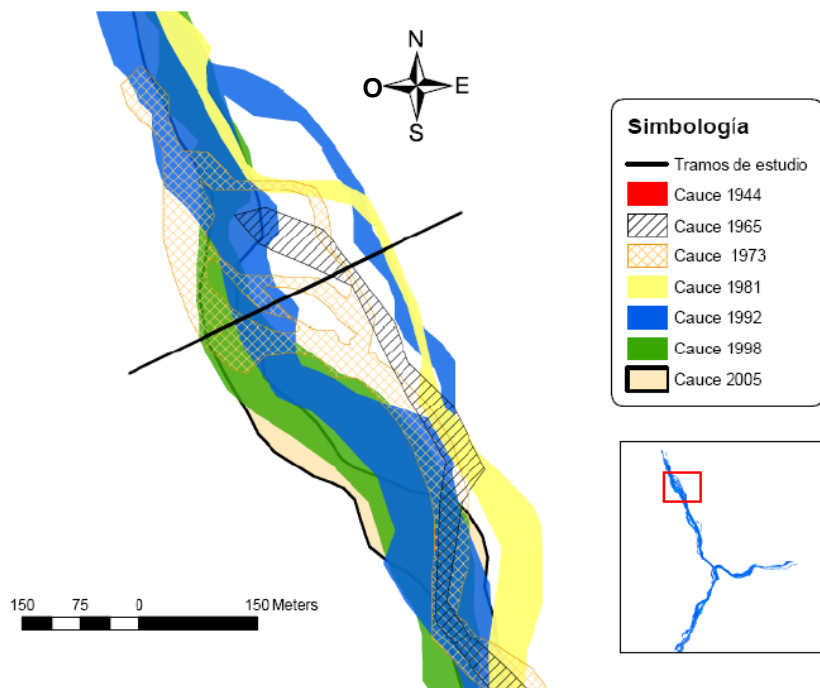 N
O
E
S
Simbología
Tramos de estudio
Cauce 1944
Cauce 1965
Cauce 1973
Cauce 1981
Cauce 1992
Cauce 1998
Cauce 2005
150 75 0 150 Meters